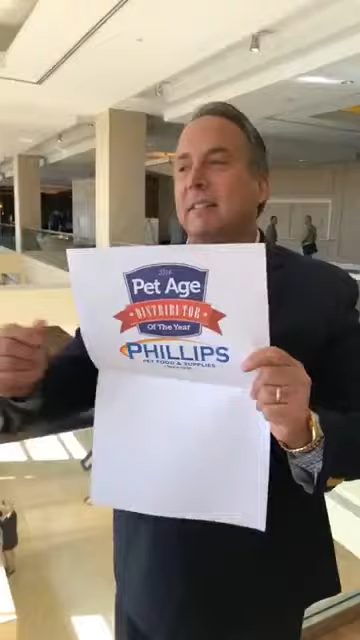 Pet Age
DISTRIBUTOR
Of The Year
PHILLIPS
PET FOOD & SUPPLIES